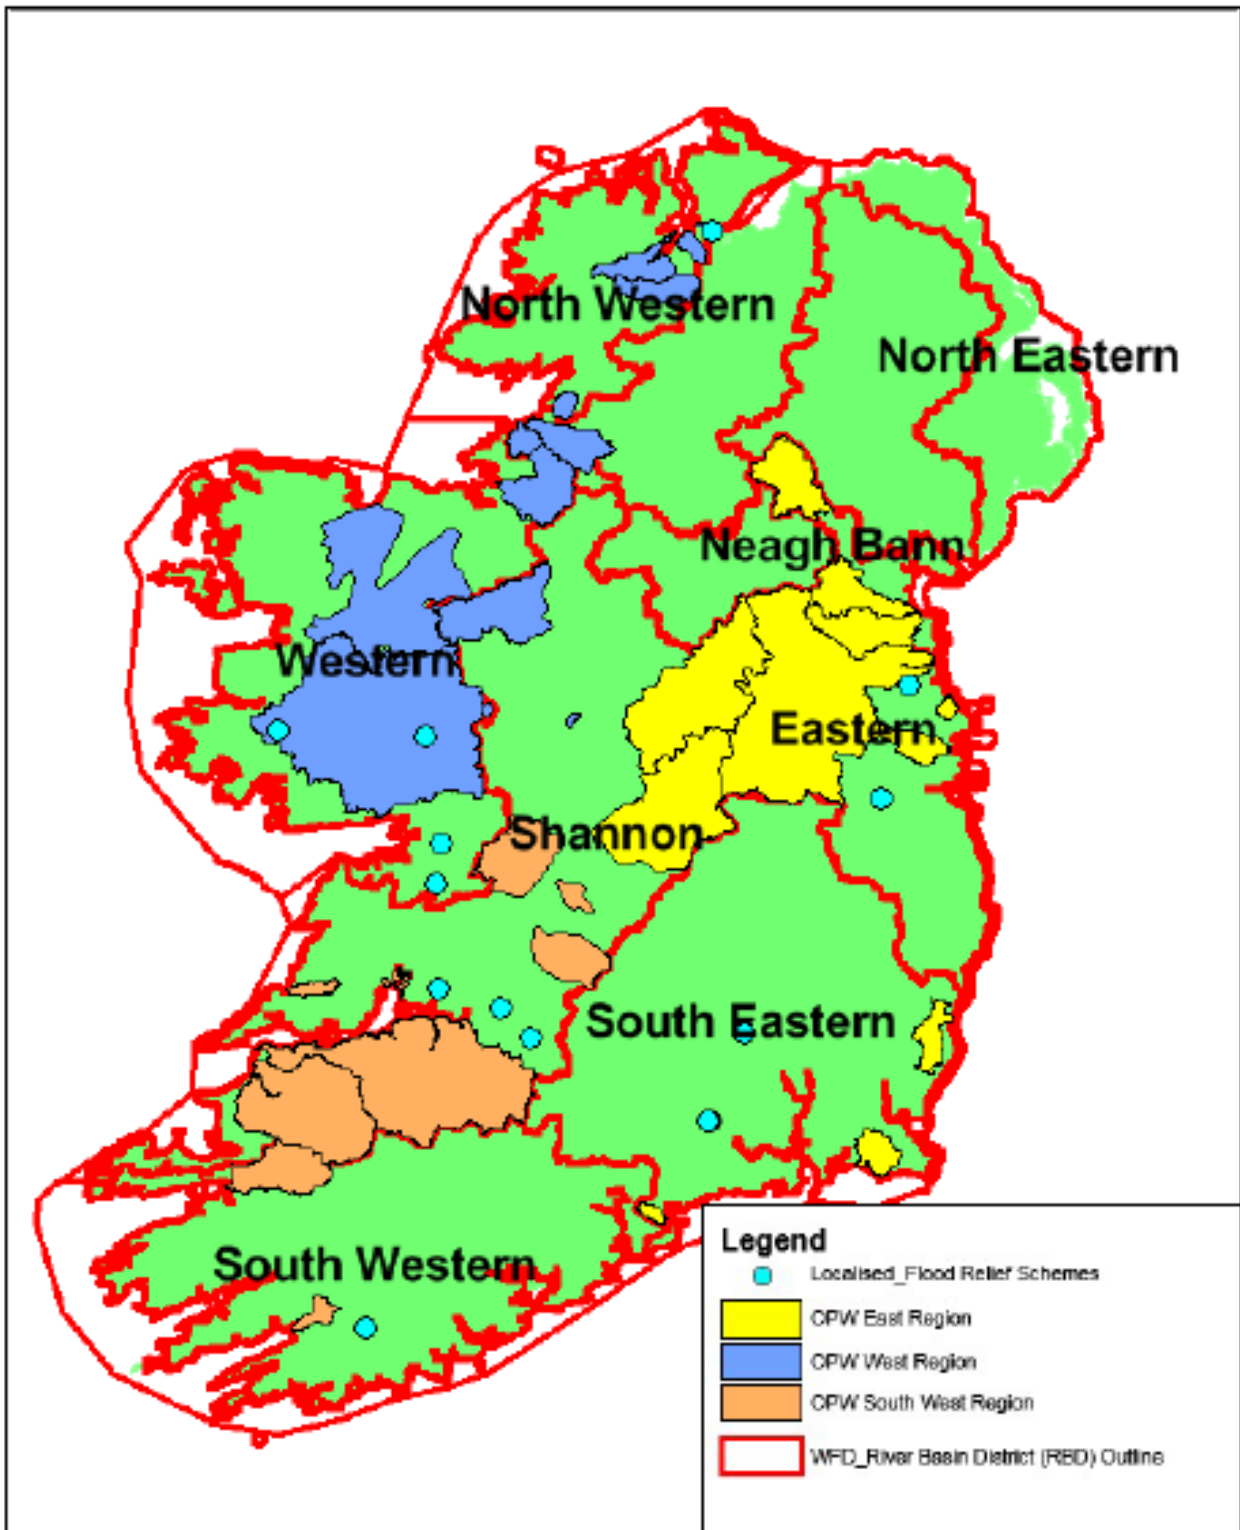 North Western
North Eastern
Neagh Bann
Western
Eastern
Shannon
South Eastern
South Western
Legend
Localised_Flood Relief Schemes
OPW East Region
OPW West Region
OPW South West Region
WFD_River Basin District (RBD) Outline